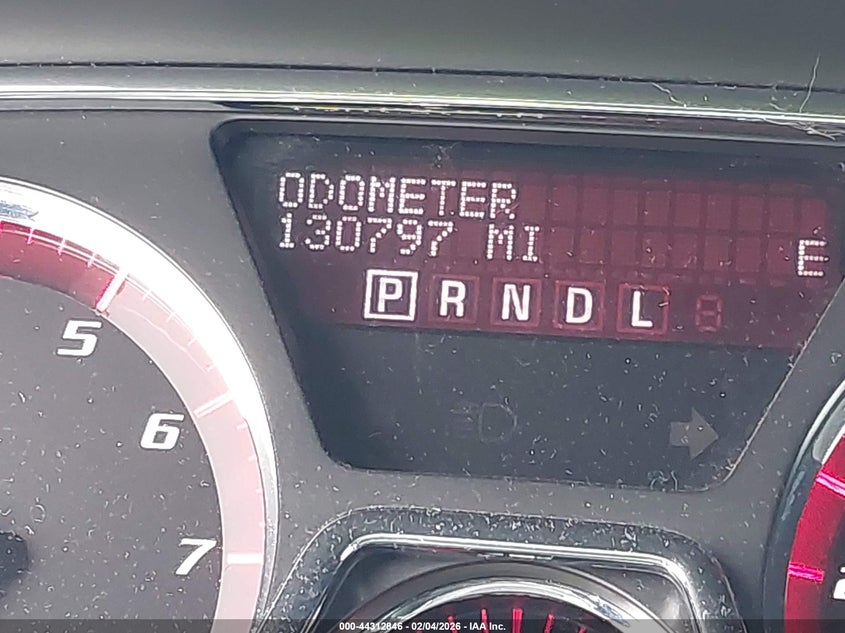 ODOMETER
130797 MI
E
P R N D L
5
6
7
000-44312846 - 02/04/2026 - IAA Inc.